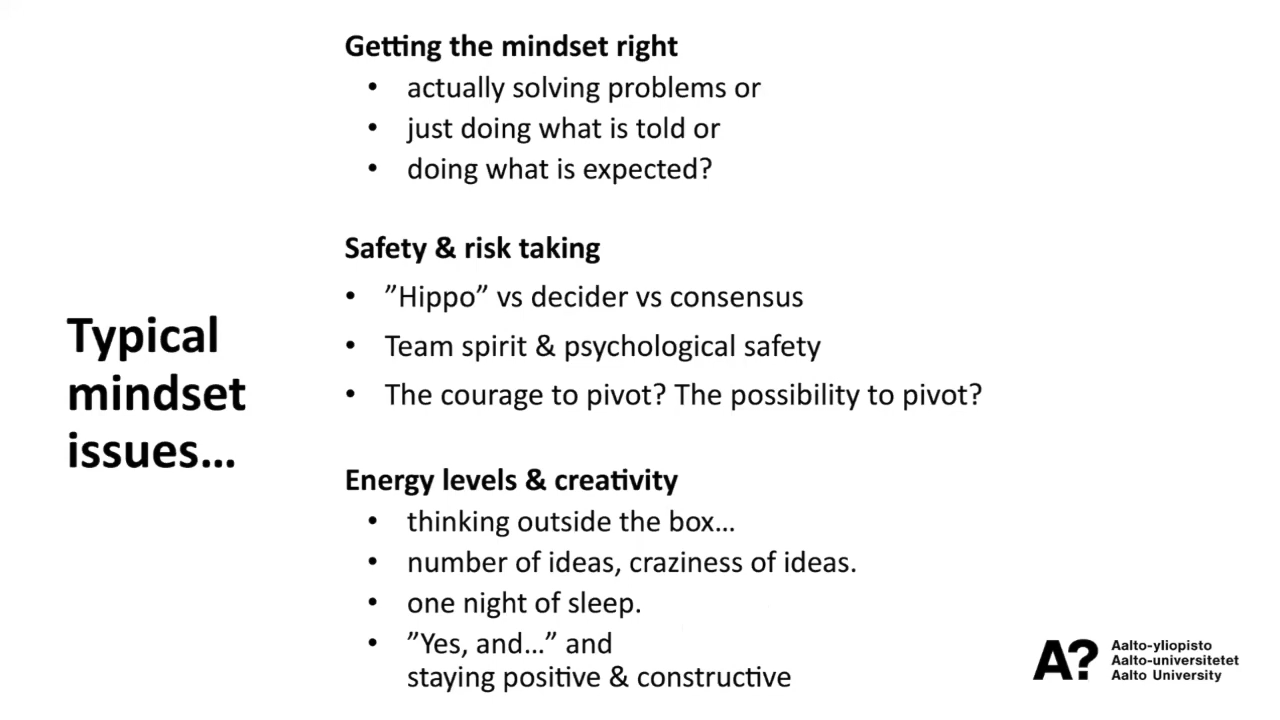 Getting the mindset right
• actually solving problems or
• just doing what is told or
• doing what is expected?
Safety & risk taking
• ”Hippo” vs decider vs consensus
• Team spirit & psychological safety
• The courage to pivot? The possibility to pivot?
Typical
mindset
issues...
Energy levels & creativity
• thinking outside the box...
• number of ideas, craziness of ideas.
• one night of sleep.
• ”Yes, and...” and
staying positive & constructive
A?
Aalto-yliopisto
Aalto-universitetet
Aalto University